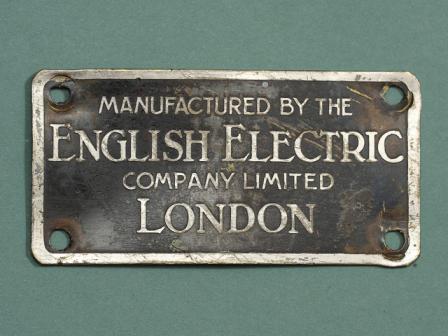 MANUFACTURED BY THE
ENGLISH ELECTRIC
COMPANY LIMITED
LONDON